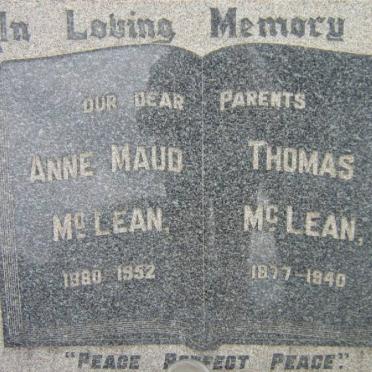 In Loving Memory
OUR DEAR PARENTS
ANNE MAUD THOMAS
McLEAN, McLEAN,
1880 1952 1877-1940
"PEACE PERFECT PEACE."